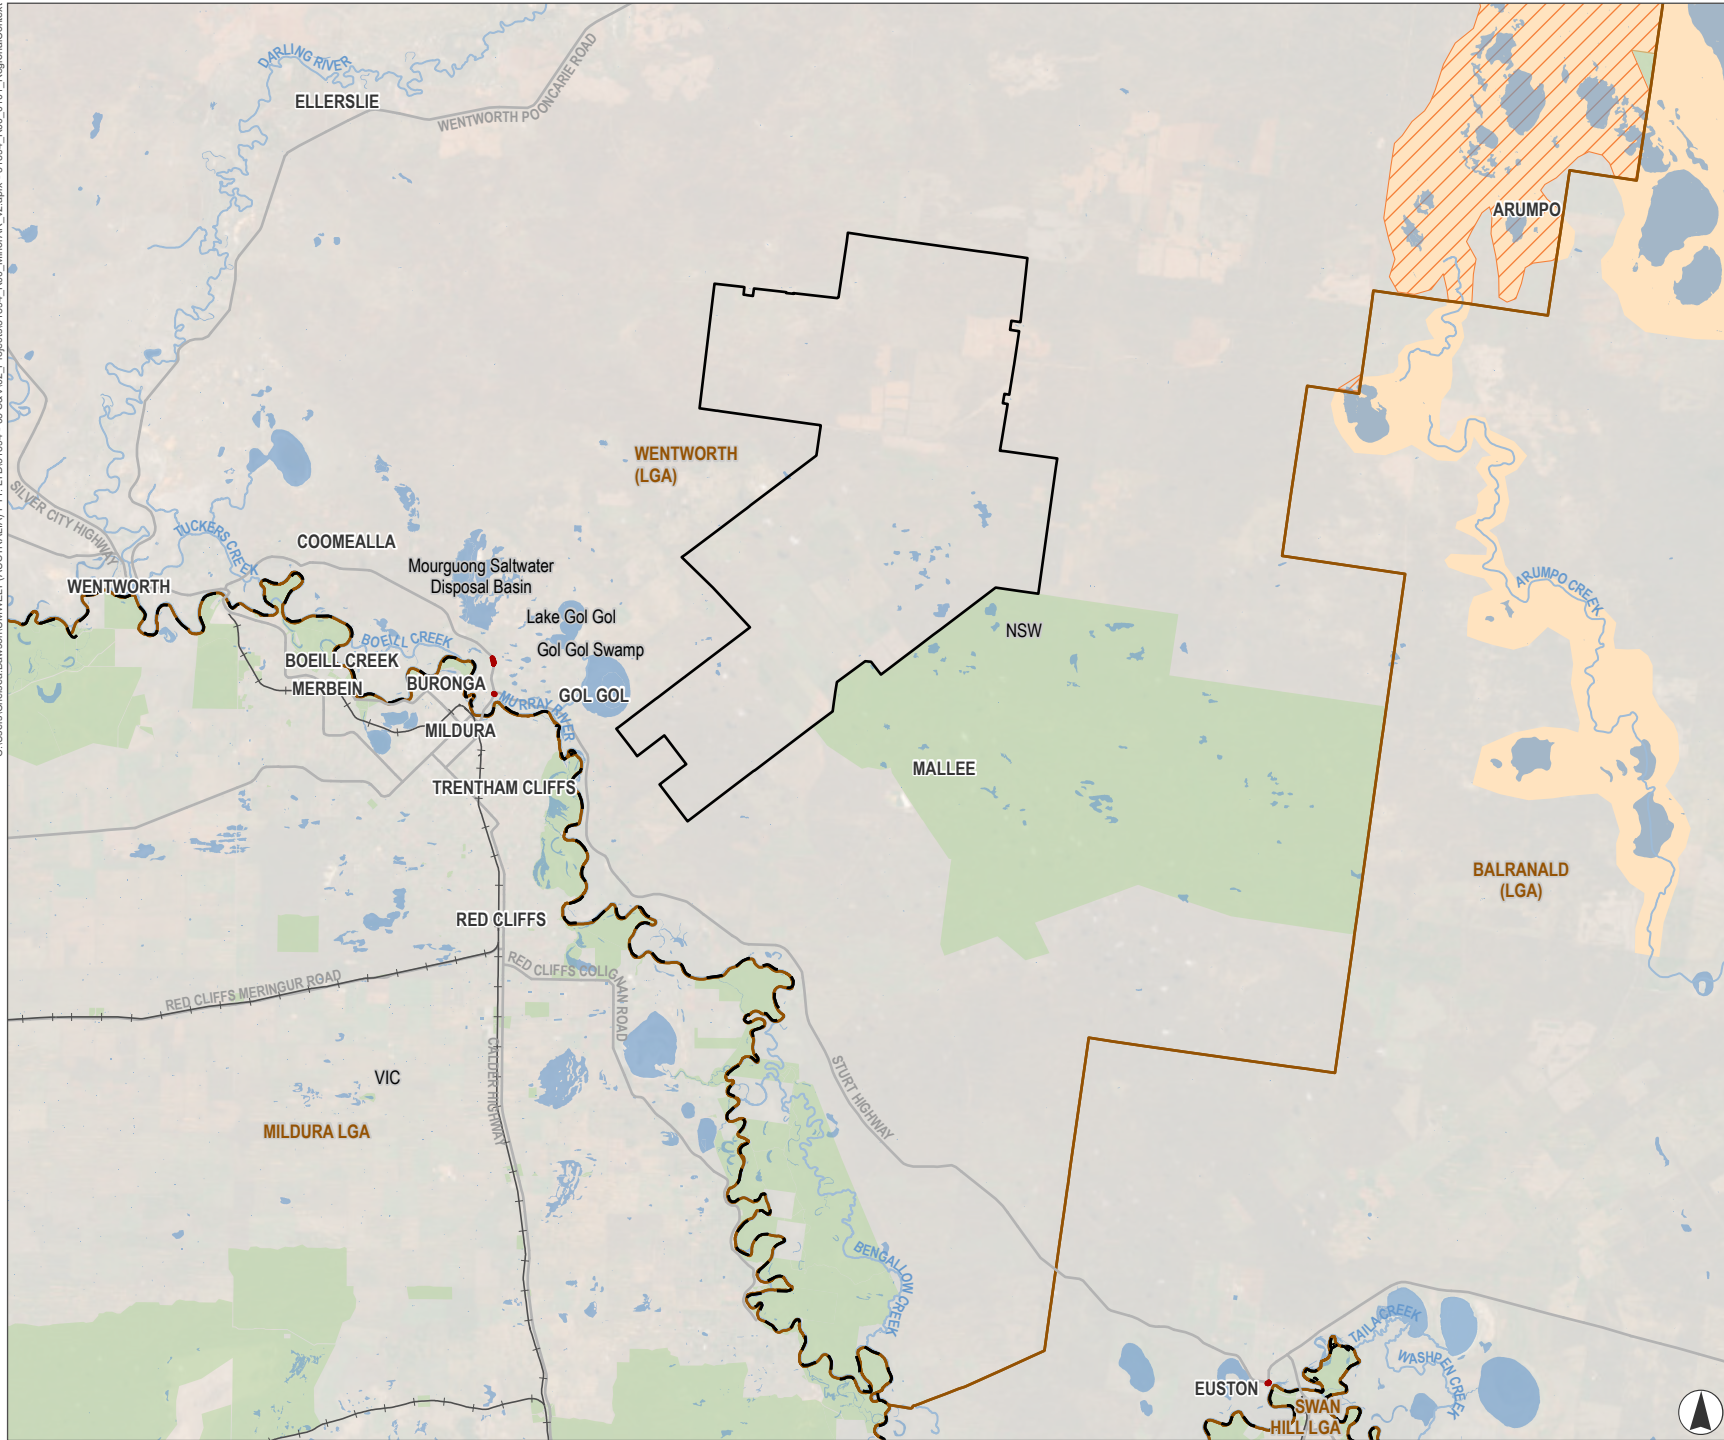 DARLING RIVER
ELLERSLIE
WENTWORTH POONCARIE ROAD
ARUMPO
WENTWORTH
(LGA)
SILVER CITY HIGHWAY
TUCKERS CREEK
COOMEALLA
WENTWORTH
Mourguong Saltwater
Disposal Basin
Lake Gol Gol
Gol Gol Swamp
ARUMPO CREEK
NSW
BOEILL CREEK
BOEILL CREEK
MERBEIN
BURONGA
GOL GOL
MURRAY RIVER
MILDURA
MALLEE
TRENTHAM CLIFFS
BALRANALD
(LGA)
RED CLIFFS
RED CLIFFS MERINGUR ROAD
RED CLIFFS COLIGNAN ROAD
CALDER HIGHWAY
VIC
STURT HIGHWAY
MILDURA LGA
BENGALLOW CREEK
TAILA CREEK
WASHPEN CREEK
EUSTON
SWAN
HILL LGA